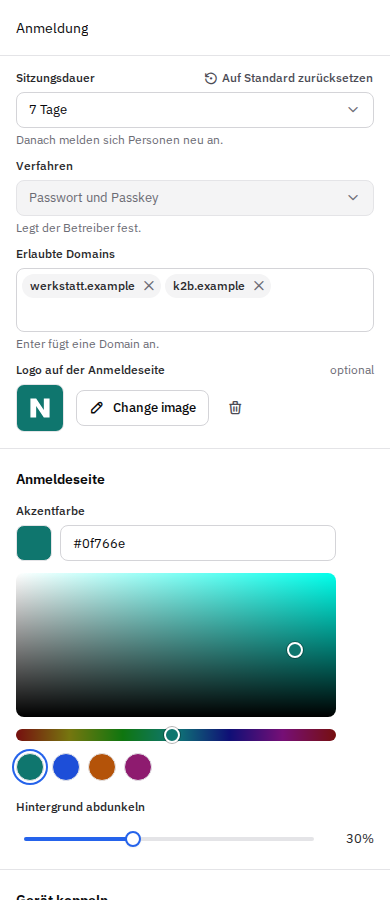 Anmeldung
Sitzungsdauer
Auf Standard zurücksetzen
7 Tage
Danach melden sich Personen neu an.
Verfahren
Passwort und Passkey
Legt der Betreiber fest.
Erlaubte Domains
werkstatt.example
k2b.example
Enter fügt eine Domain an.
Logo auf der Anmeldeseite
optional
N
Change image
Anmeldeseite
Akzentfarbe
#0f766e
Hintergrund abdunkeln
30%
Gerät koppeln